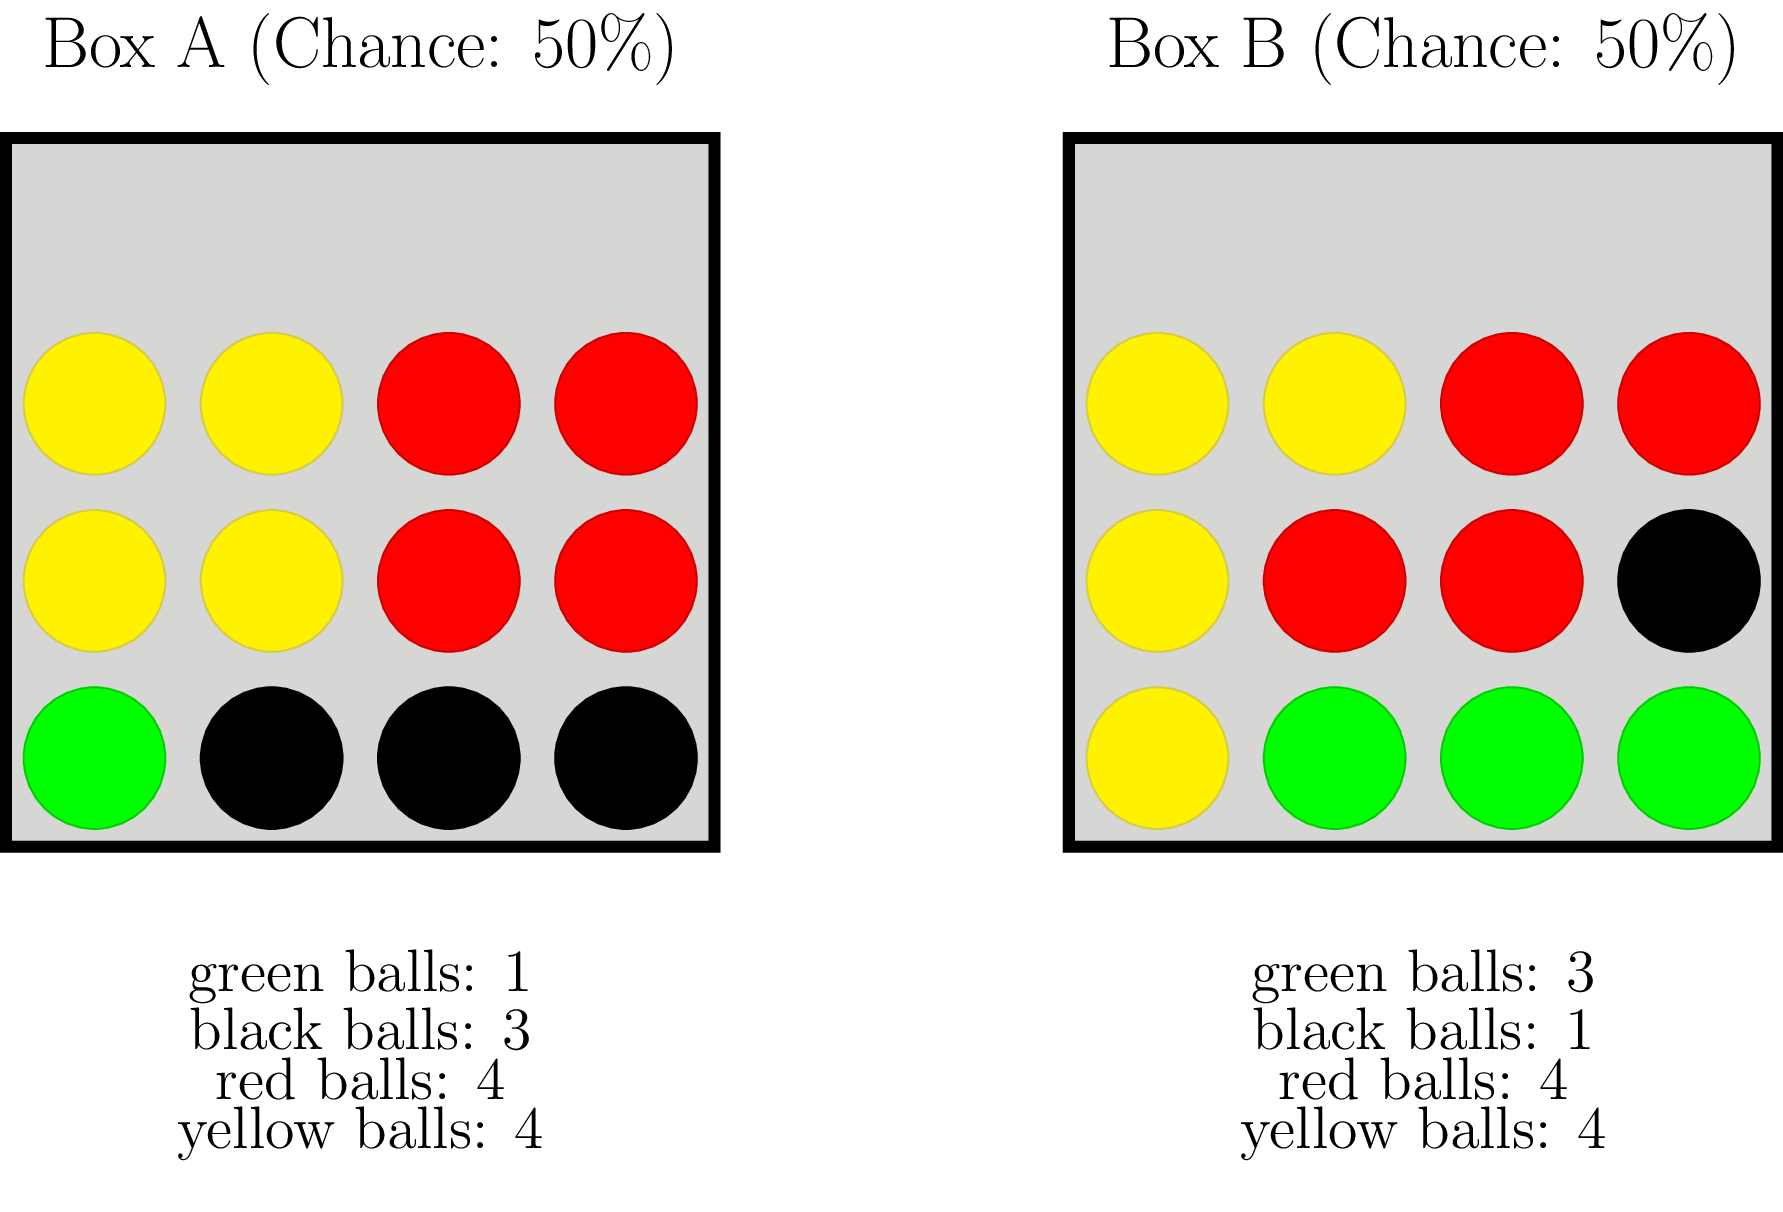 Box A (Chance: 50%)
Box B (Chance: 50%)
green balls: 1
black balls: 3
red balls: 4
yellow balls: 4
green balls: 3
black balls: 1
red balls: 4
yellow balls: 4